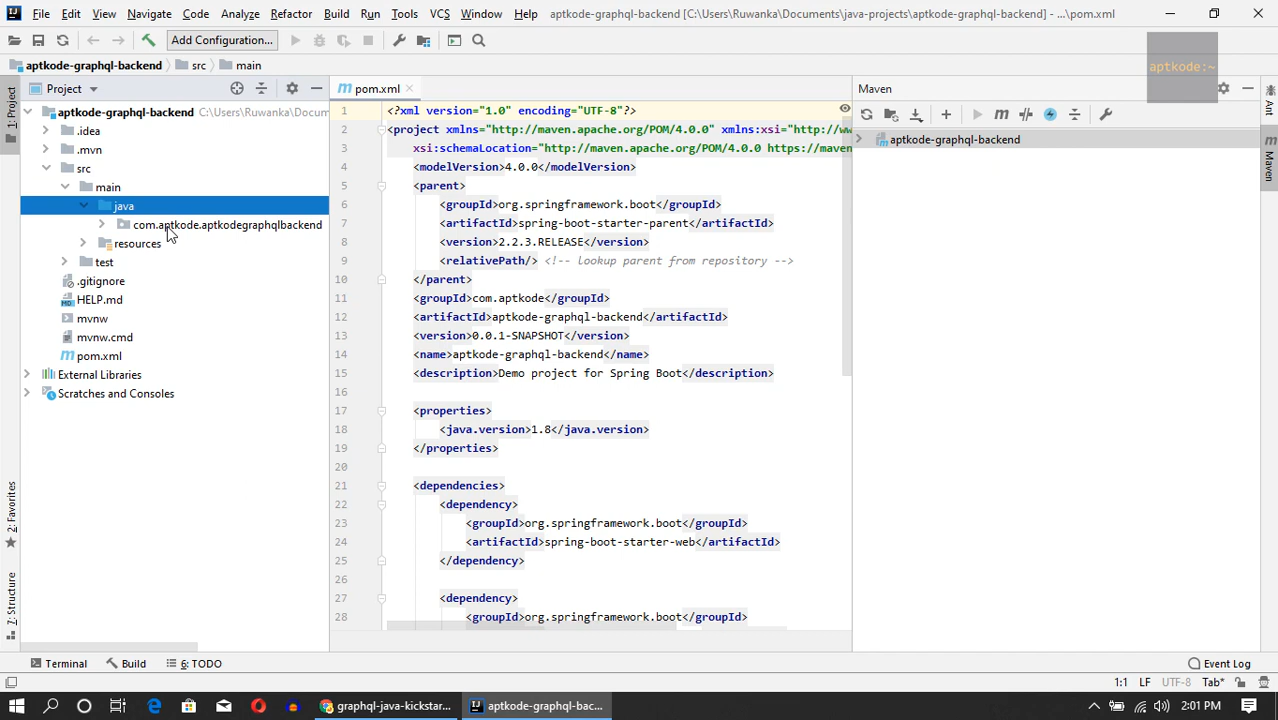 File Edit View Navigate Code Analyze Refactor Build Run Tools VCS Window Help aptkode-graphql-backend [C:\Users\Ruwanka\Documents\java-projects\aptkode-graphql-backend] - ...\pom.xml
Add Configuration...
aptkode-graphql-backend src main
aptkode:~
Project
pom.xml
Maven
1: Project
aptkode-graphql-backend C:\Users\Ruwanka\Docum
.idea
.mvn
src
main
java
com.aptkode.aptkodegraphqlbackend
resources
test
.gitignore
HELP.md
mvnw
mvnw.cmd
pom.xml
External Libraries
Scratches and Consoles
2: Favorites
Z: Structure
1 <?xml version="1.0" encoding="UTF-8"?>
2 <project xmlns="http://maven.apache.org/POM/4.0.0" xmlns:xsi="http://ww
3 xsi:schemaLocation="http://maven.apache.org/POM/4.0.0 https://maven
4 <modelVersion>4.0.0</modelVersion>
5 <parent>
6 <groupId>org.springframework.boot</groupId>
7 <artifactId>spring-boot-starter-parent</artifactId>
8 <version>2.2.3.RELEASE</version>
9 <relativePath/> <!-- lookup parent from repository -->
10 </parent>
11 <groupId>com.aptkode</groupId>
12 <artifactId>aptkode-graphql-backend</artifactId>
13 <version>0.0.1-SNAPSHOT</version>
14 <name>aptkode-graphql-backend</name>
15 <description>Demo project for Spring Boot</description>
16
17 <properties>
18 <java.version>1.8</java.version>
19 </properties>
20
21 <dependencies>
22 <dependency>
23 <groupId>org.springframework.boot</groupId>
24 <artifactId>spring-boot-starter-web</artifactId>
25 </dependency>
26
27 <dependency>
28 <groupId>org.springframework.boot</groupId>
aptkode-graphql-backend
Ant
Maven
Terminal Build 6: TODO Event Log
1:1 LF UTF-8 Tab*
graphql-java-kickstar... aptkode-graphql-bac... 2:01 PM